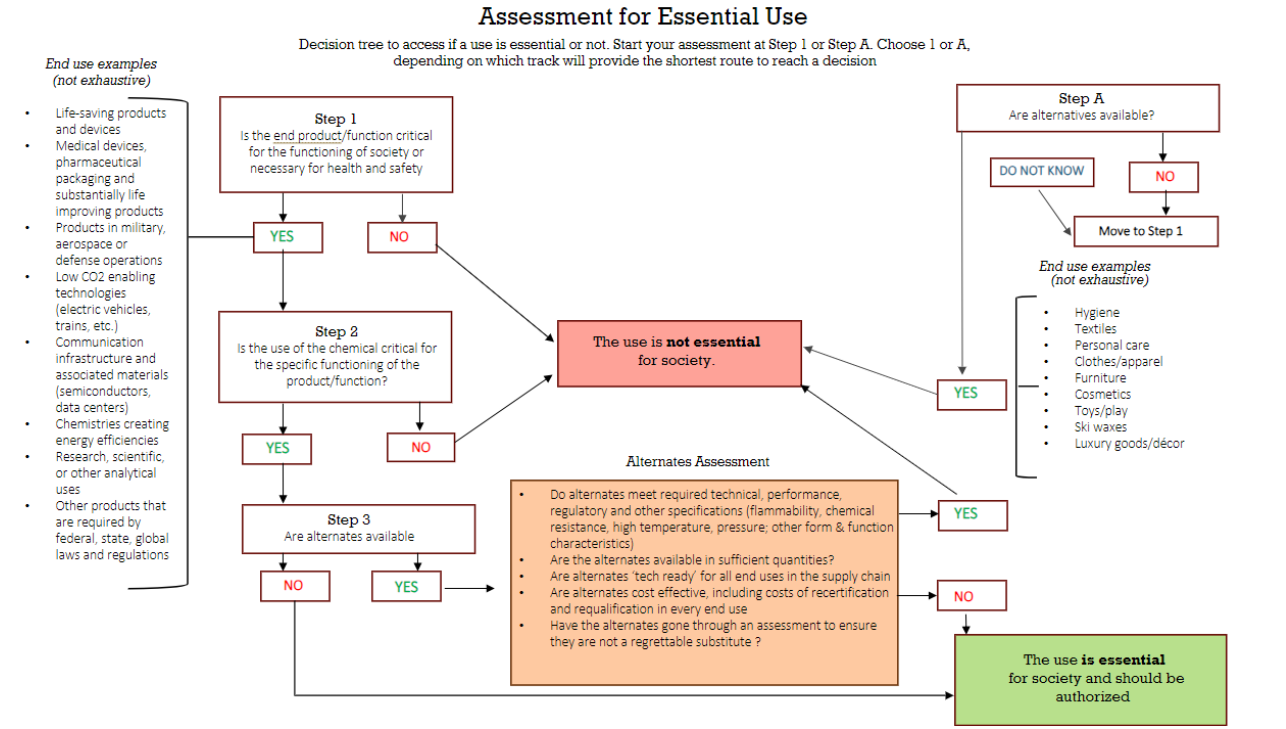 Assessment for Essential Use
Decision tree to access if a use is essential or not. Start your assessment at Step 1 or Step A. Choose 1 or A,
depending on which track will provide the shortest route to reach a decision
End use examples
(not exhaustive)
• Life-saving products
and devices
• Medical devices,
pharmaceutical
packaging and
substantially life
improving products
• Products in military,
aerospace or
defense operations
• Low CO2 enabling
technologies
(electric vehicles,
trains, etc.)
• Communication
infrastructure and
associated materials
(semiconductors,
data centers)
• Chemistries creating
energy efficiencies
• Research, scientific,
or other analytical
uses
• Other products that
are required by
federal, state, global
laws and regulations
Step 1
Is the end product/function critical
for the functioning of society or
necessary for health and safety
YES
NO
Step 2
Is the use of the chemical critical for
the specific functioning of the
product/function?
YES
NO
Step 3
Are alternates available
NO
YES
Alternates Assessment
• Do alternates meet required technical, performance,
regulatory and other specifications (flammability, chemical
resistance, high temperature, pressure; other form & function
characteristics)
• Are the alternates available in sufficient quantities?
• Are alternates 'tech ready' for all end uses in the supply chain
• Are alternates cost effective, including costs of recertification
and requalification in every end use
• Have the alternates gone through an assessment to ensure
they are not a regrettable substitute ?
YES
NO
The use is not essential
for society.
The use is essential
for society and should be
authorized
Step A
Are alternatives available?
DO NOT KNOW
NO
Move to Step 1
YES
End use examples
(not exhaustive)
• Hygiene
• Textiles
• Personal care
• Clothes/apparel
• Furniture
• Cosmetics
• Toys/play
• Ski waxes
• Luxury goods/décor